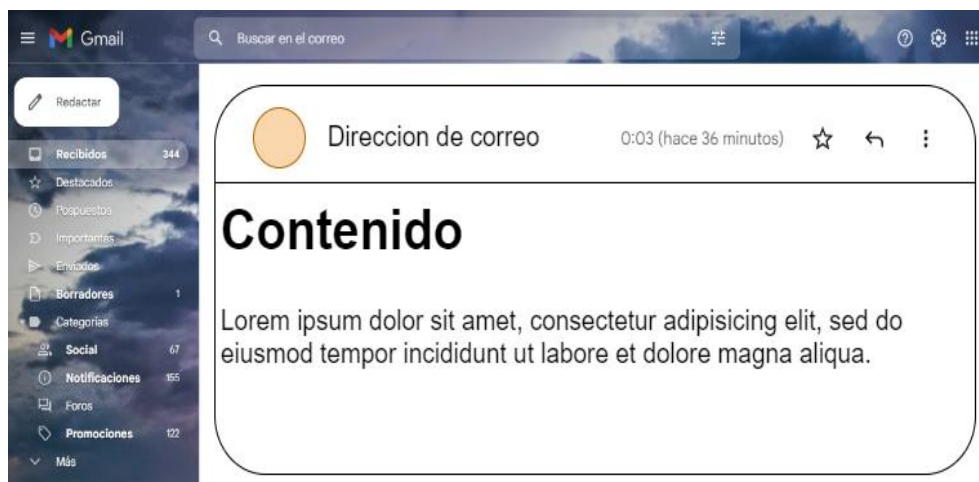 Gmail
Buscar en el correo
Redactar
Recibidos 344
Destacados
Pospuestos
Importantes
Enviados
Borradores 1
Categorías
Social 67
Notificaciones 155
Foros
Promociones 122
Más
Direccion de correo 0:03 (hace 36 minutos)
Contenido
Lorem ipsum dolor sit amet, consectetur adipisicing elit, sed do
eiusmod tempor incididunt ut labore et dolore magna aliqua.